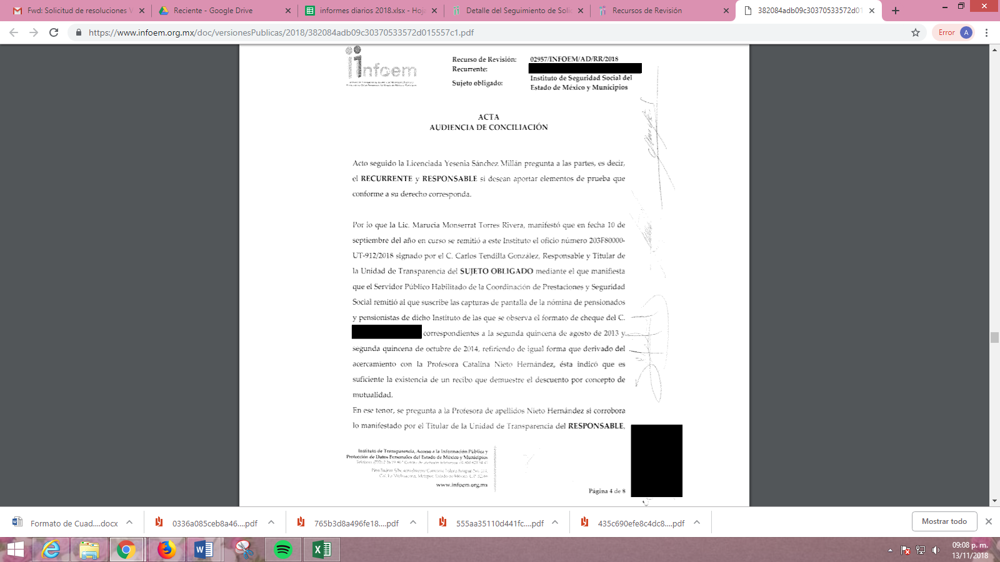 Fwd: Solicitud de resoluciones V
Reciente - Google Drive
informes diarios 2018.xlsx - Hoja
Detalle del Seguimiento de Solic
Recursos de Revisión
382084adb09c30370533572d01
https://www.infoem.org.mx/doc/versionesPublicas/2018/382084adb09c30370533572d015557c1.pdf
Error
A
infoem
Recurso de Revisión: 02957/INFOEM/AD/RR/2018
Recurrente:
Sujeto obligado: Instituto de Seguridad Social del
Estado de México y Municipios
ACTA
AUDIENCIA DE CONCILIACIÓN
Acto seguido la Licenciada Yesenia Sánchez Millán pregunta a las partes, es decir,
el RECURRENTE y RESPONSABLE si desean aportar elementos de prueba que
conforme a su derecho corresponda.
Por lo que la Lic. Marucia Monserrat Torres Rivera, manifestó que en fecha 10 de
septiembre del año en curso se remitió a este Instituto el oficio número 203F80000-
UT-912/2018 signado por el C. Carlos Tendilla González, Responsable y Titular de
la Unidad de Transparencia del SUJETO OBLIGADO mediante el que manifiesta
que el Servidor Público Habilitado de la Coordinación de Prestaciones y Seguridad
Social remitió al que suscribe las capturas de pantalla de la nómina de pensionados
y pensionistas de dicho Instituto de las que se observa el formato de cheque del C.
correspondientes a la segunda quincena de agosto de 2013 y
segunda quincena de octubre de 2014, refiriendo de igual forma que derivado del
acercamiento con la Profesora Catalina Nieto Hernández, ésta indicó que es
suficiente la existencia de un recibo que demuestre el descuento por concepto de
mutualidad.
En ese tenor, se pregunta a la Profesora de apellidos Nieto Hernández si corrobora
lo manifestado por el Titular de la Unidad de Transparencia del RESPONSABLE,
Instituto de Transparencia, Acceso a la Información Pública y
Protección de Datos Personales del Estado de México y Municipios
www.infoem.org.mx
Página 4 de 8
Formato de Cuad....docx
0336a085ceb8a46....pdf
765b3d8a496fe18....pdf
555aa35110d441fc....pdf
435c690efe8c4dc8....pdf
Mostrar todo
09:08 p. m.
13/11/2018